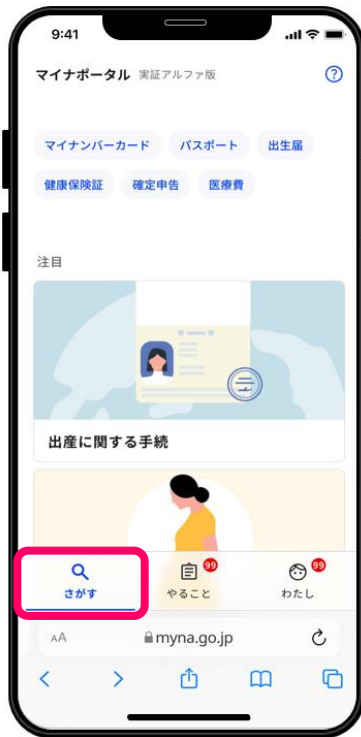 9:41
マイナポータル 実証アルファ版
マイナンバーカード パスポート 出生届
健康保険証 確定申告 医療費
注目
出産に関する手続
99 99
さがす やること わたし
AA myna.go.jp